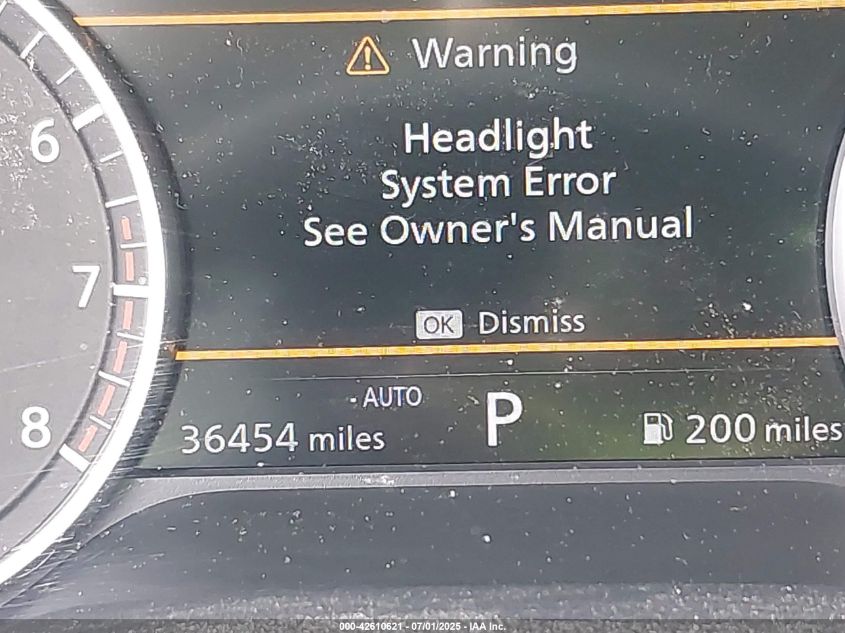 Warning
Headlight
System Error
See Owner's Manual
OK Dismiss
6
7
8
AUTO
36454 miles
P
200 miles
000-42610621 - 07/01/2025 - IAA Inc.